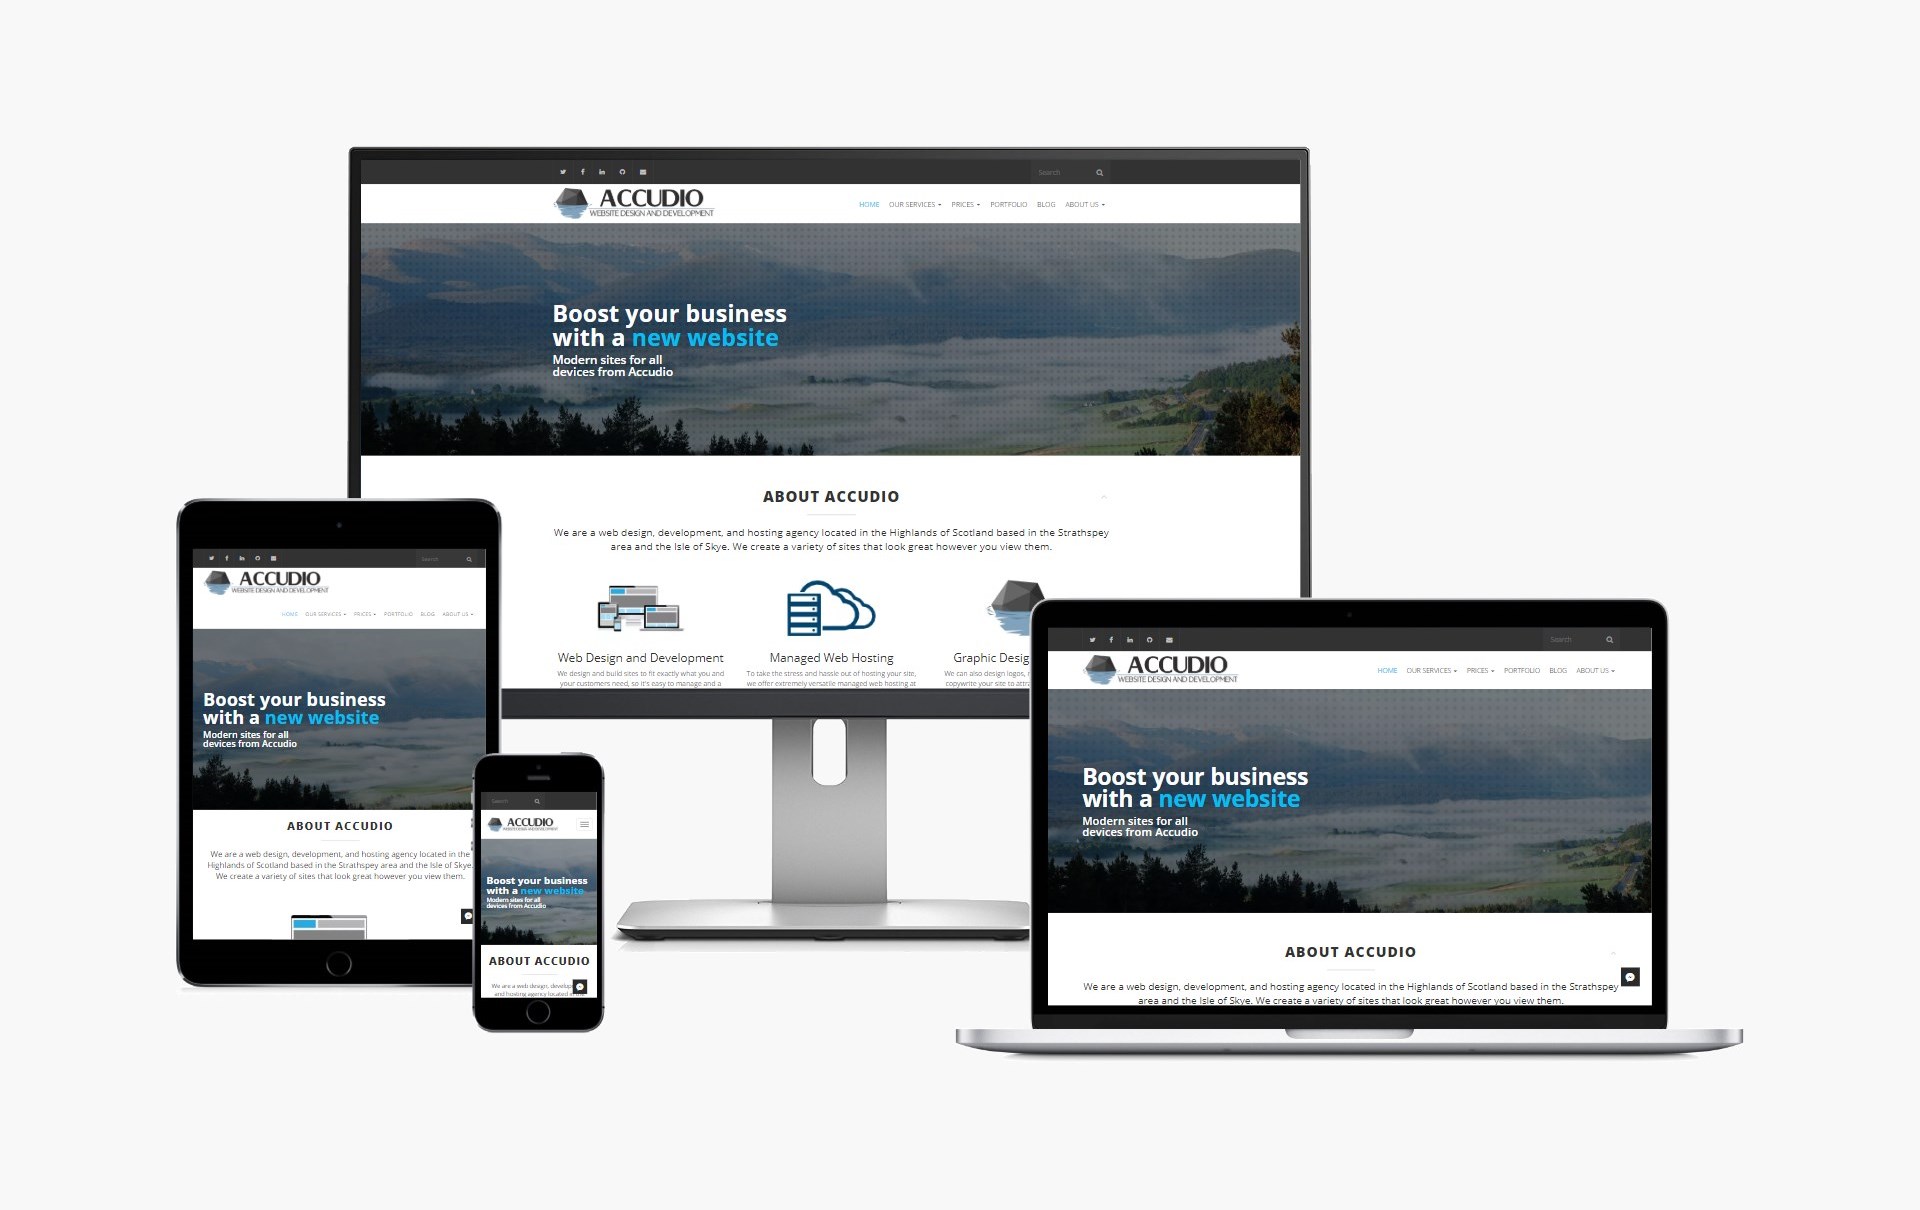 Search
ACCUDIO
WEBSITE DESIGN AND DEVELOPMENT
HOME OUR SERVICES PRICES PORTFOLIO BLOG ABOUT US
Boost your business
with a new website
Modern sites for all
devices from Accudio
ABOUT ACCUDIO
We are a web design, development, and hosting agency located in the Highlands of Scotland based in the Strathspey
area and the Isle of Skye. We create a variety of sites that look great however you view them.
Web Design and Development
We design and build sites to fit exactly what you and
your customers need, so it's easy to manage and a
Managed Web Hosting
To take the stress and hassle out of hosting your site,
we offer extremely versatile managed web hosting at
Graphic Desig
We can also design logos,
copywrite your site to attra
Search
ACCUDIO
WEBSITE DESIGN AND DEVELOPMENT
HOME OUR SERVICES PRICES PORTFOLIO BLOG ABOUT US
Boost your business
with a new website
Modern sites for all
devices from Accudio
ABOUT ACCUDIO
We are a web design, development, and hosting agency located in the
Highlands of Scotland based in the Strathspey area and the Isle of Skye.
We create a variety of sites that look great however you view them.
Search
ACCUDIO
WEBSITE DESIGN AND DEVELOPMENT
Boost your business
with a new website
Modern sites for all
devices from Accudio
ABOUT ACCUDIO
We are a web design, develop
and hosting agency located in the
Search
ACCUDIO
WEBSITE DESIGN AND DEVELOPMENT
HOME OUR SERVICES PRICES PORTFOLIO BLOG ABOUT US
Boost your business
with a new website
Modern sites for all
devices from Accudio
ABOUT ACCUDIO
We are a web design, development, and hosting agency located in the Highlands of Scotland based in the Strathspey
area and the Isle of Skye. We create a variety of sites that look great however you view them.